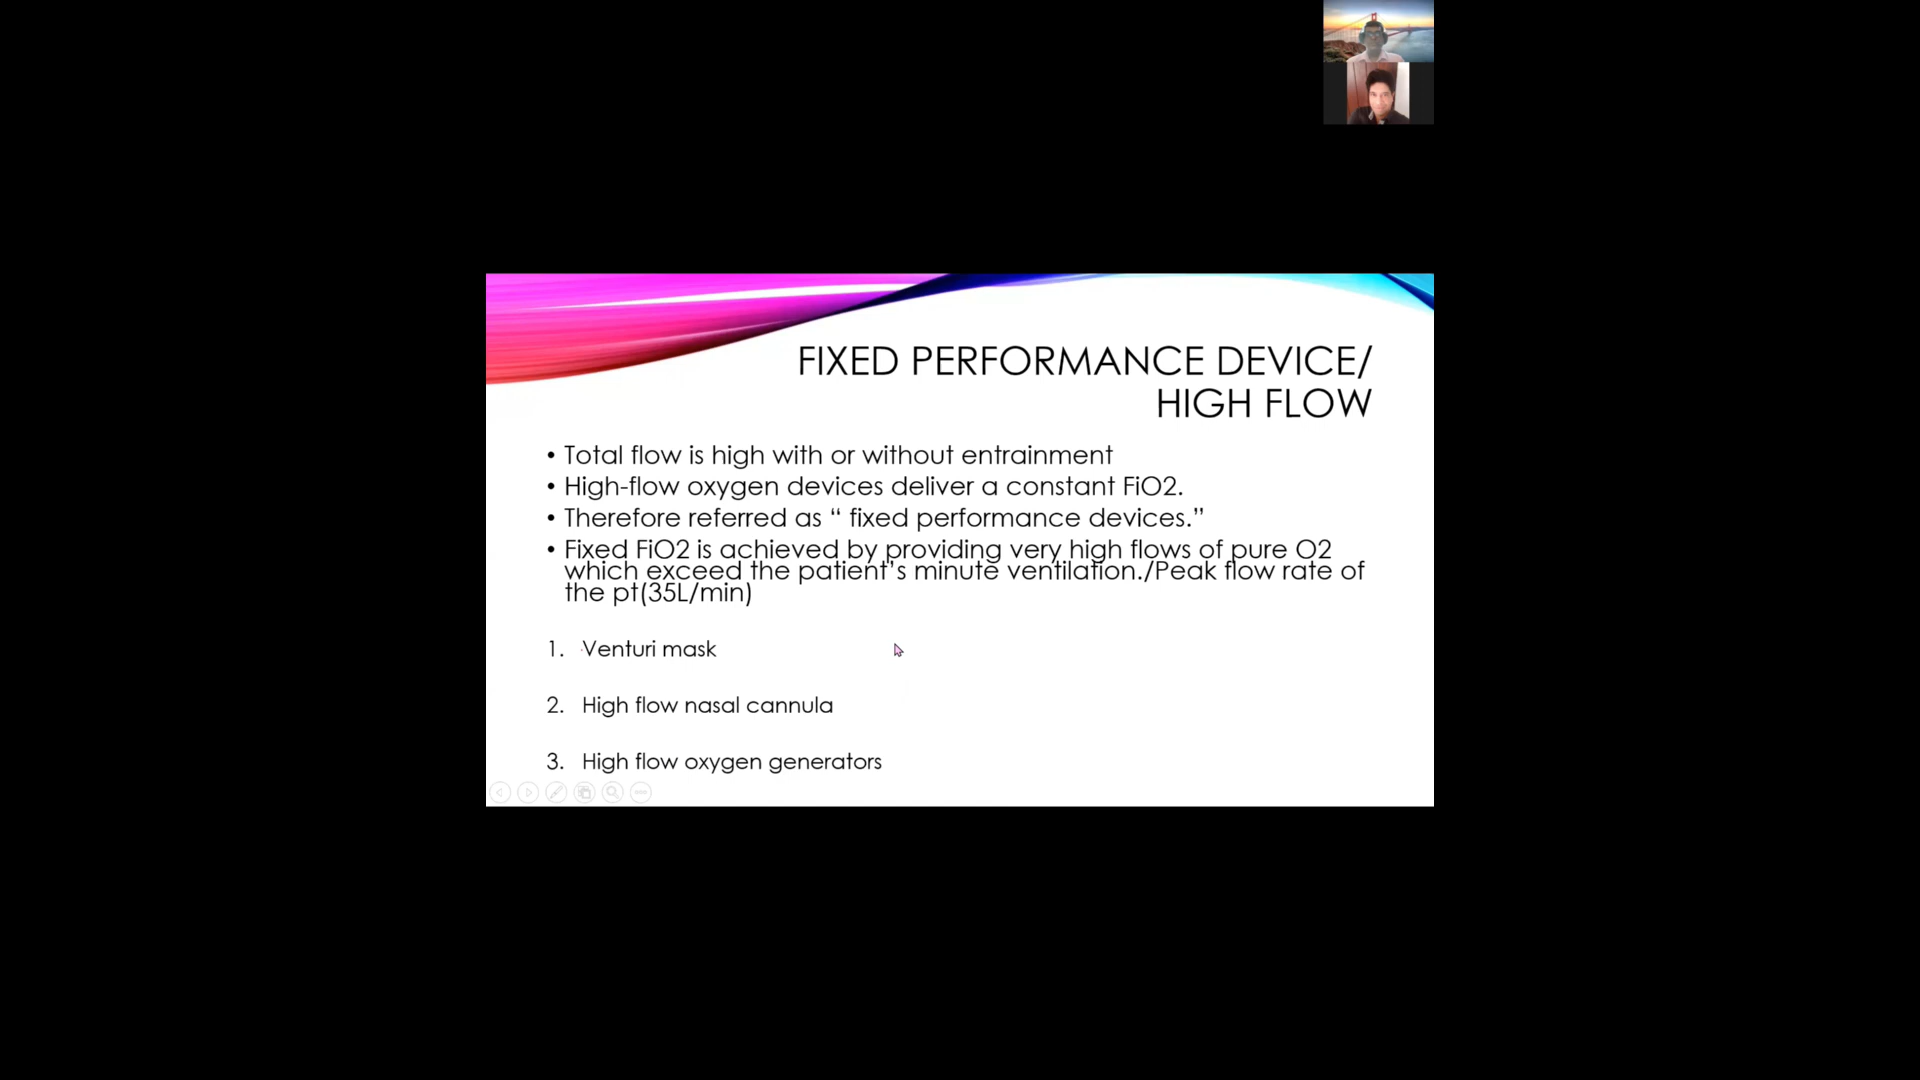 FIXED PERFORMANCE DEVICE/
HIGH FLOW
• Total flow is high with or without entrainment
• High-flow oxygen devices deliver a constant FiO2.
• Therefore referred as “ fixed performance devices.”
• Fixed FiO2 is achieved by providing very high flows of pure O2
which exceed the patient’s minute ventilation./Peak flow rate of
the pt(35L/min)
1. Venturi mask
2. High flow nasal cannula
3. High flow oxygen generators